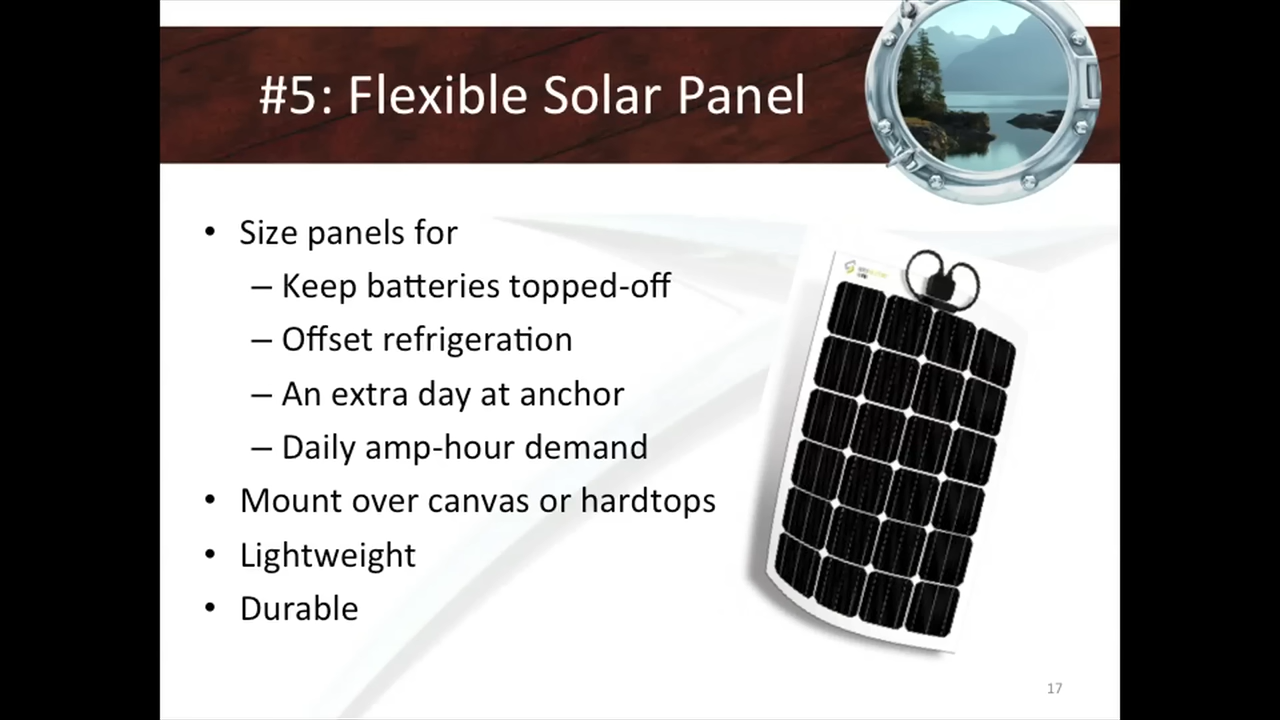 #5: Flexible Solar Panel
• Size panels for
– Keep batteries topped-off
– Offset refrigeration
– An extra day at anchor
– Daily amp-hour demand
• Mount over canvas or hardtops
• Lightweight
• Durable
17